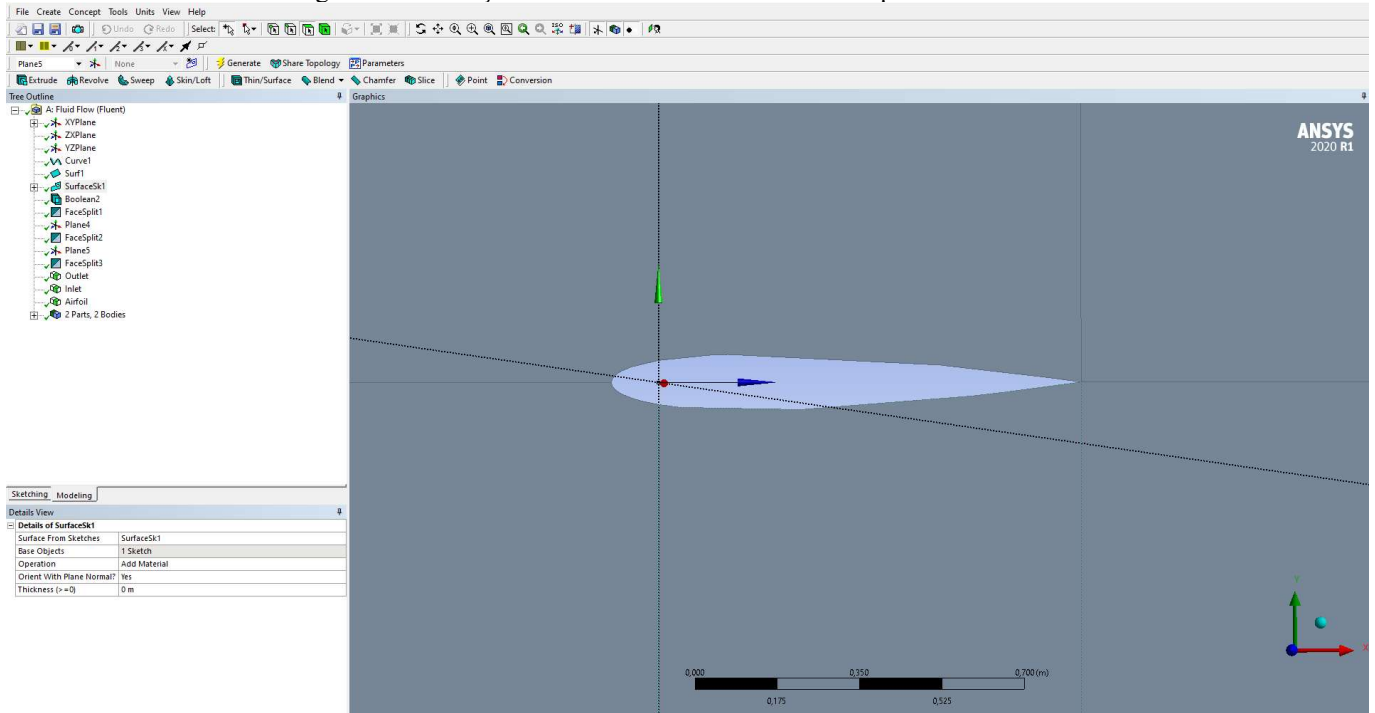 File Create Concept Tools Units View Help
Undo Redo Select:
Plane5 None Generate Share Topology Parameters
Extrude Revolve Sweep Skin/Loft Thin/Surface Blend Chamfer Slice Point Conversion
Tree Outline
Graphics
A: Fluid Flow (Fluent)
XYPlane
ZXPlane
YZPlane
Curve1
Surf1
SurfaceSk1
Boolean2
FaceSplit1
Plane4
FaceSplit2
Plane5
FaceSplit3
Outlet
Inlet
Airfoil
2 Parts, 2 Bodies
ANSYS
2020 R1
Sketching Modeling
Details View
Details of SurfaceSk1
Surface From Sketches SurfaceSk1
Base Objects 1 Sketch
Operation Add Material
Orient With Plane Normal? Yes
Thickness (>=0) 0 m
Y
X
0,000 0,350 0,700 (m)
0,175 0,525